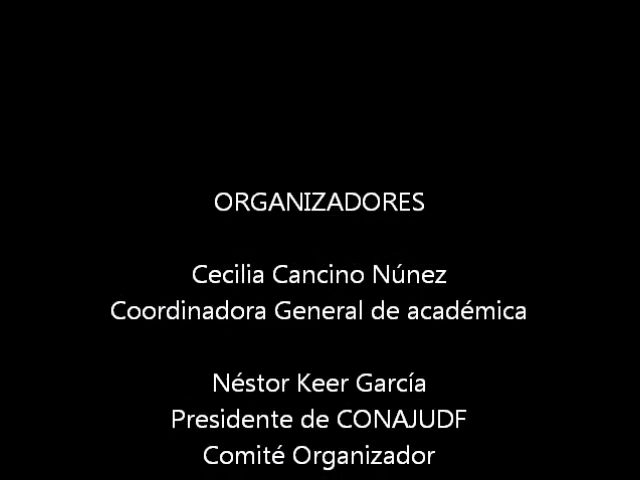 ORGANIZADORES
Cecilia Cancino Núnez
Coordinadora General de académica
Néstor Keer García
Presidente de CONAJUDF
Comité Organizador